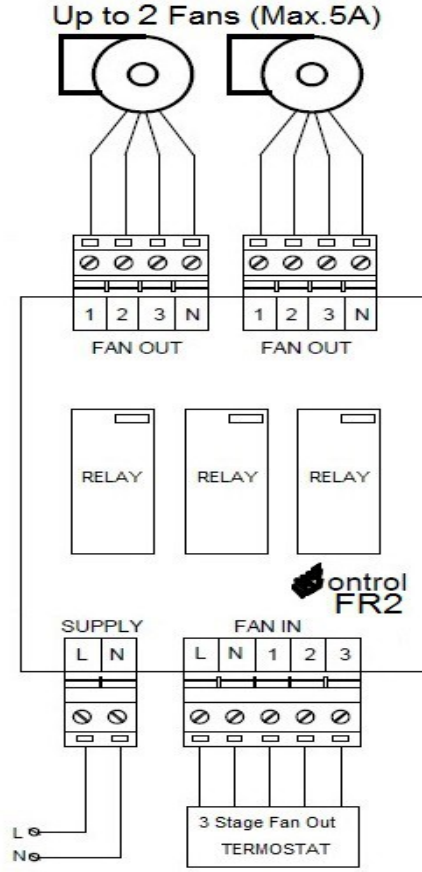 Up to 2 Fans (Max.5A)
1 2 3 N 1 2 3 N
FAN OUT FAN OUT
RELAY RELAY RELAY
ontrol
FR2
SUPPLY FAN IN
L N L N 1 2 3
3 Stage Fan Out
L
TERMOSTAT
N